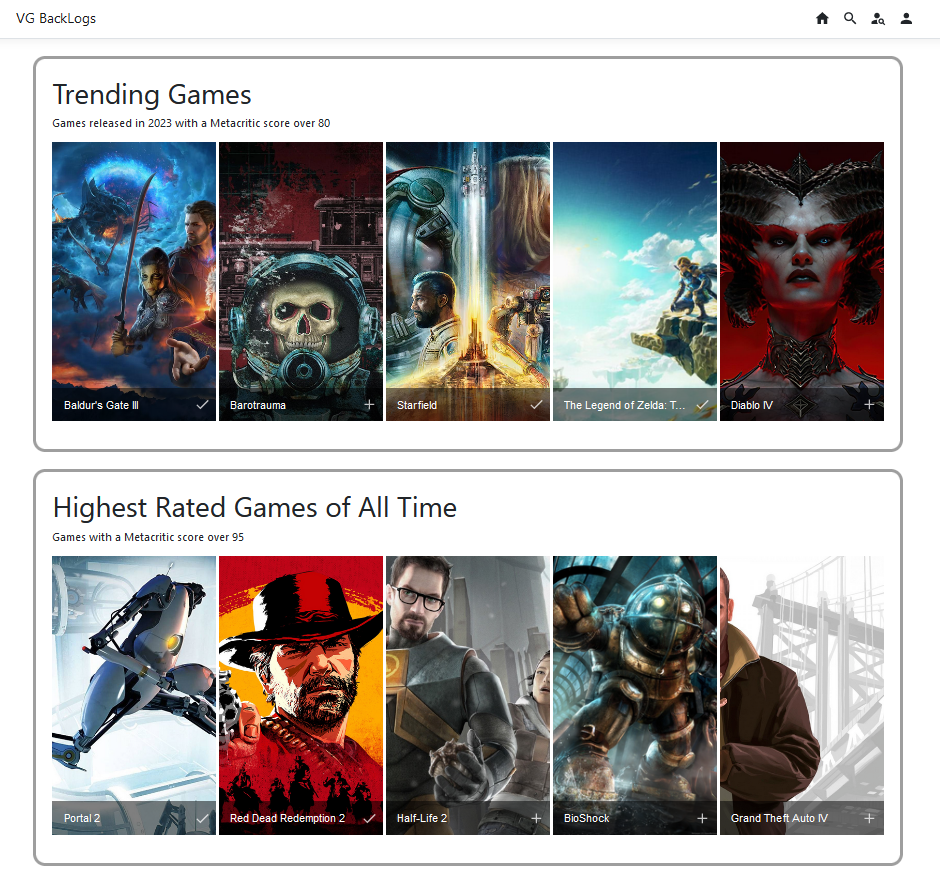 VG BackLogs
Trending Games
Games released in 2023 with a Metacritic score over 80
Baldur's Gate III
Barotrauma
Starfield
The Legend of Zelda: T...
Diablo IV
Highest Rated Games of All Time
Games with a Metacritic score over 95
Portal 2
Red Dead Redemption 2
Half-Life 2
BioShock
Grand Theft Auto IV